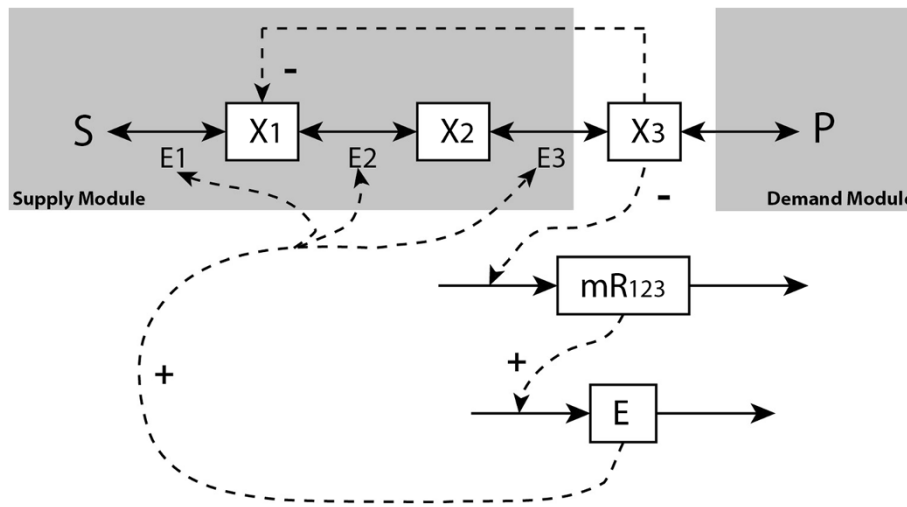 -
S X1 X2 X3 P
E1 E2 E3
Supply Module Demand Module
-
mR123
+
+
E